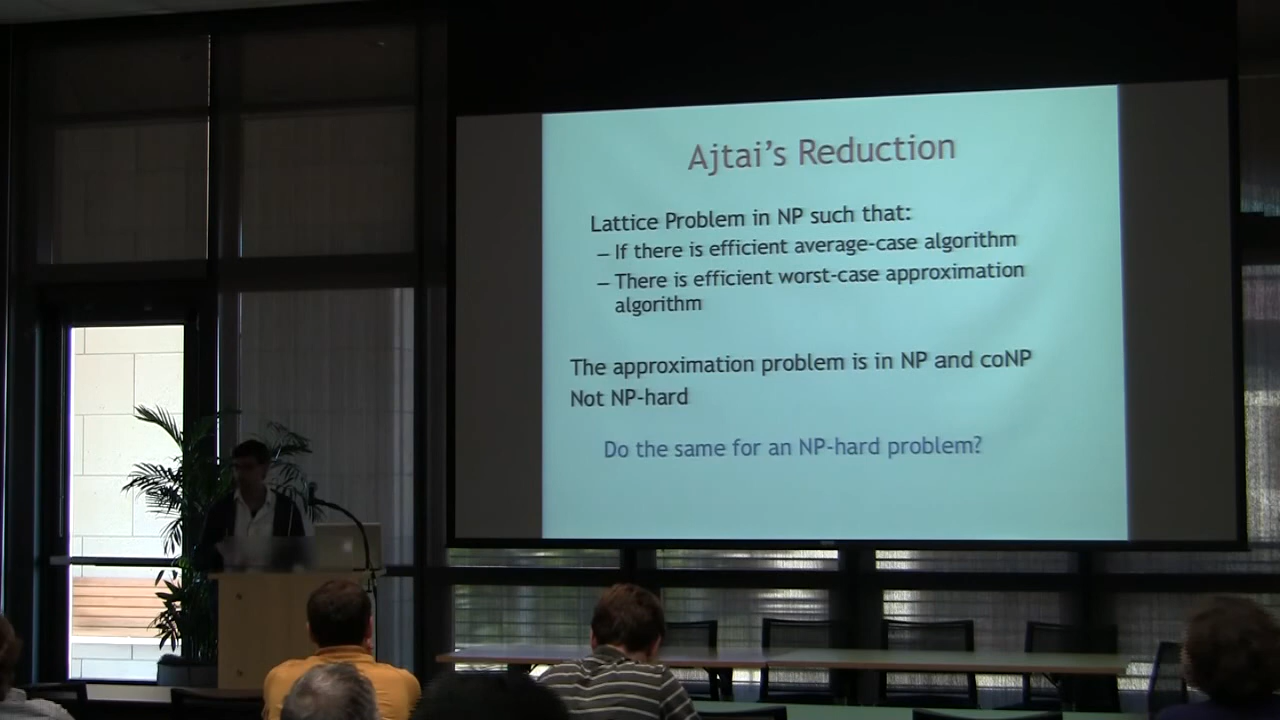 Ajtai’s Reduction
Lattice Problem in NP such that:
– If there is efficient average-case algorithm
– There is efficient worst-case approximation
algorithm
The approximation problem is in NP and coNP
Not NP-hard
Do the same for an NP-hard problem?